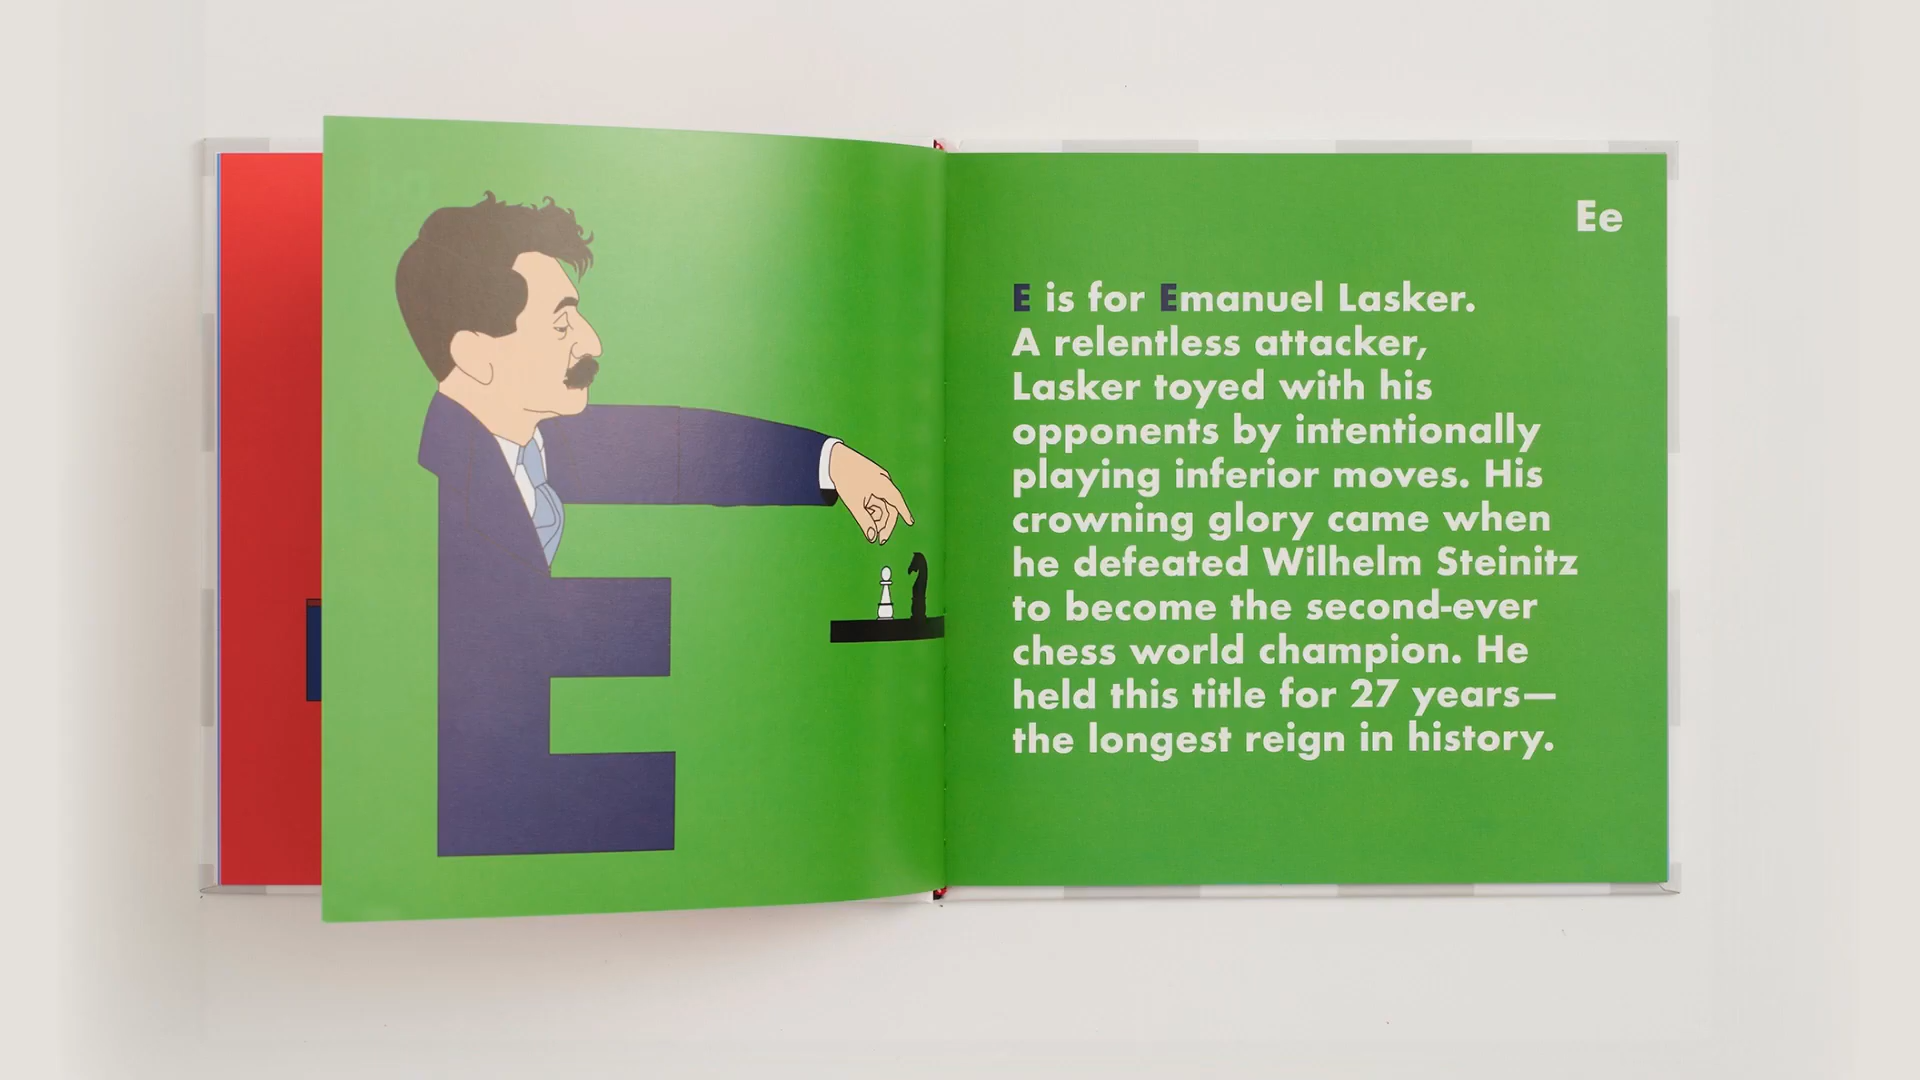 Ee
E is for Emanuel Lasker.
A relentless attacker,
Lasker toyed with his
opponents by intentionally
playing inferior moves. His
crowning glory came when
he defeated Wilhelm Steinitz
to become the second-ever
chess world champion. He
held this title for 27 years—
the longest reign in history.